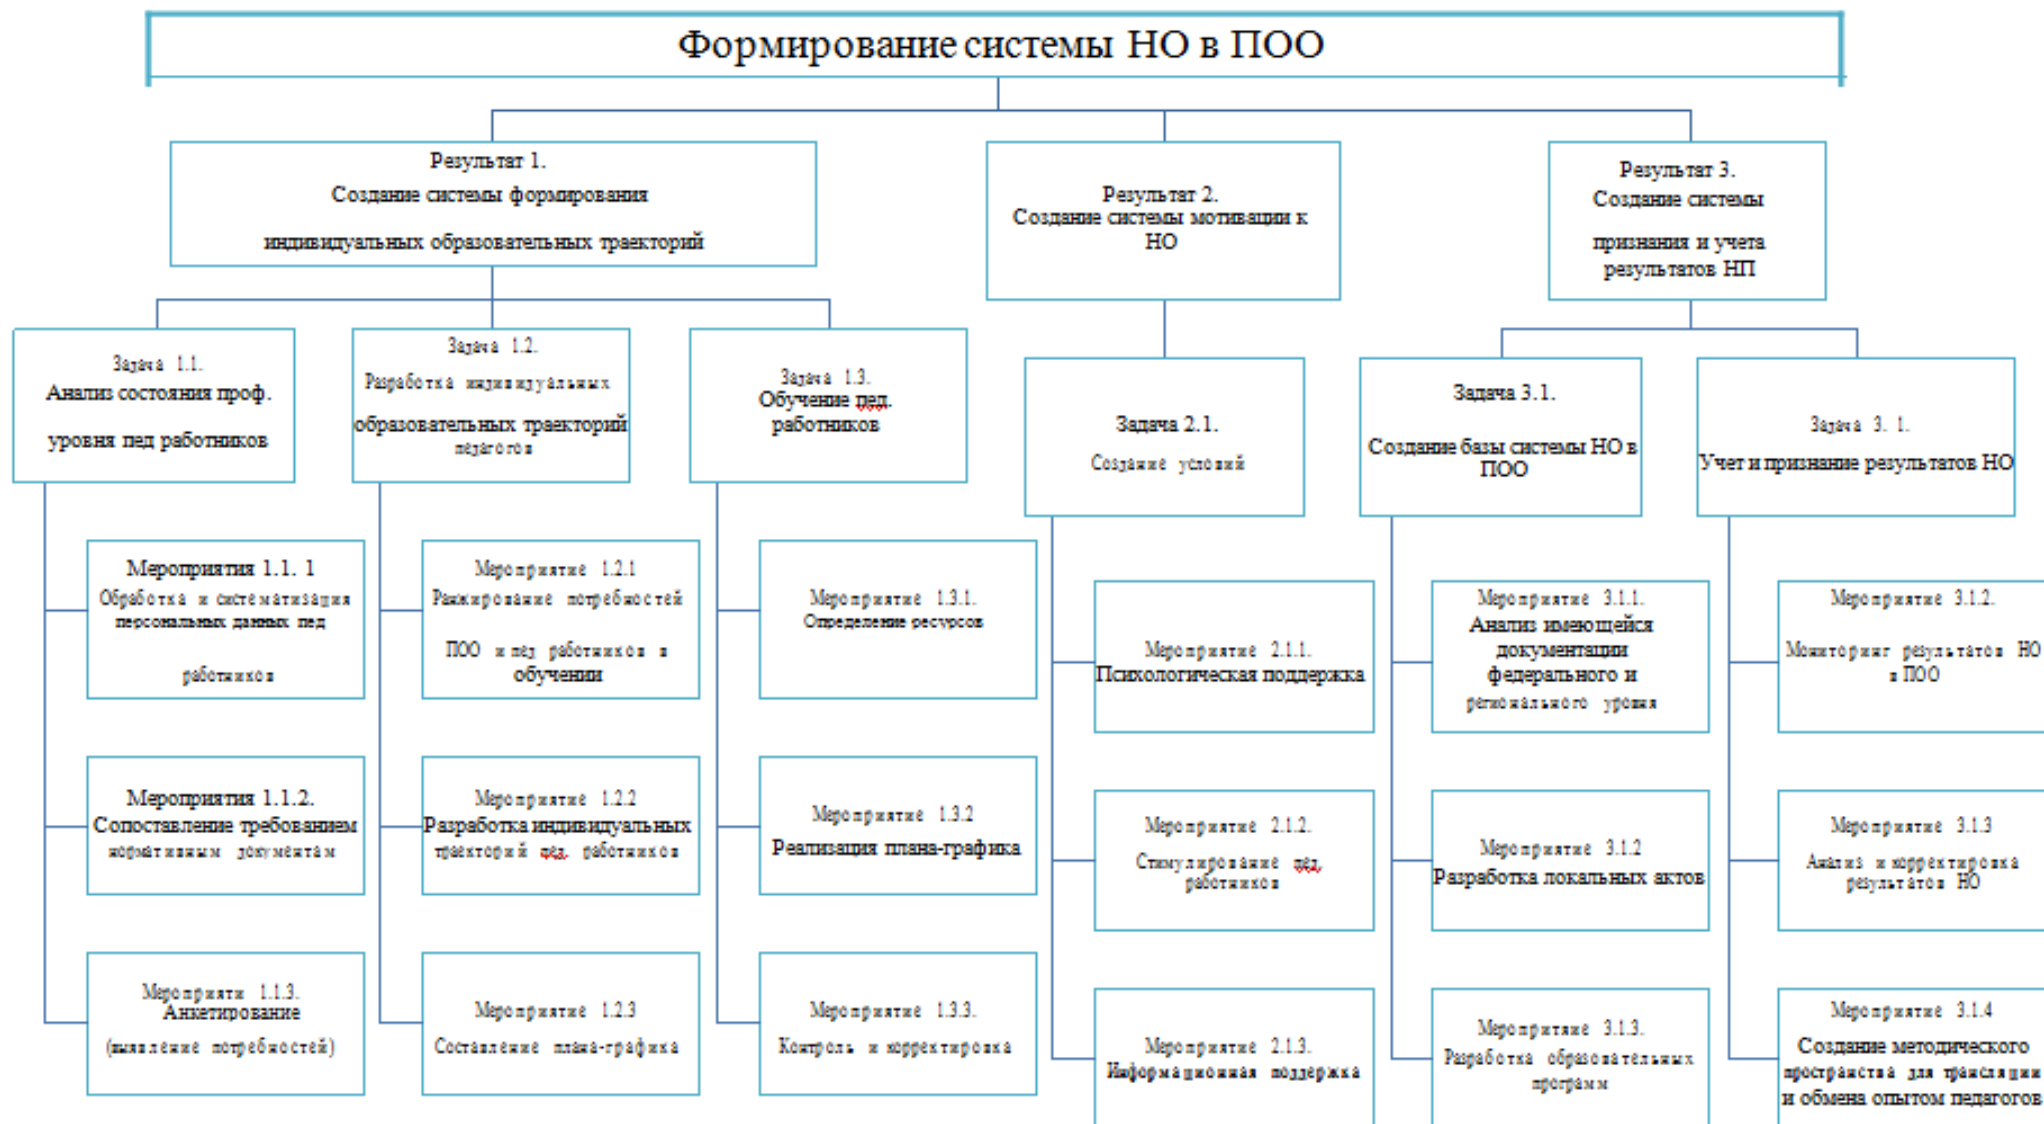 Формирование системы НО в ПОО
Результат 1.
Создание системы формирования
индивидуальных образовательных траекторий
Результат 2.
Создание системы мотивации к
НО
Результат 3.
Создание системы
признания и учета
результатов НП
Задача 1.1.
Анализ состояния проф.
уровня пед работников
Задача 1.2.
Разработка индивидуальных
образовательных траекторий
педагогов
Задача 1.3.
Обучение пед.
работников
Задача 2.1.
Создание условий
Задача 3.1.
Создание базы системы НО в
ПОО
Задача 3. 1.
Учет и признание результатов НО
Мероприятия 1.1. 1
Обработка и систематизация
персональных данных пед
работников
Мероприятия 1.1.2.
Сопоставление требованием
нормативным документам
Мероприяти 1.1.3.
Анкетирование
(выявление потребностей)
Мероприятие 1.2.1
Ранжирование потребностей
ПОО и пед работников в
обучении
Мероприятие 1.2.2
Разработка индивидуальных
траекторий пед. работников
Мероприятие 1.2.3
Составление плана-графика
Мероприятие 1.3.1.
Определение ресурсов
Мероприятие 1.3.2
Реализация плана-графика
Мероприятие 1.3.3.
Контроль и корректировка
Мероприятие 2.1.1.
Психологическая поддержка
Мероприятие 2.1.2.
Стимулирование пед.
работников
Мероприятие 2.1.3.
Информационная поддержка
Мероприятие 3.1.1.
Анализ имеющейся
документации
федерального и
регионального уровня
Мероприятие 3.1.2
Разработка локальных актов
Меропритяие 3.1.3.
Разработка образовательных
программ
Мероприятие 3.1.2.
Мониторинг результатов НО
в ПОО
Мероприятие 3.1.3
Анализ и корректировка
результатов НО
Мероприятие 3.1.4
Создание методического
пространства для трансляции
и обмена опытом педагогов